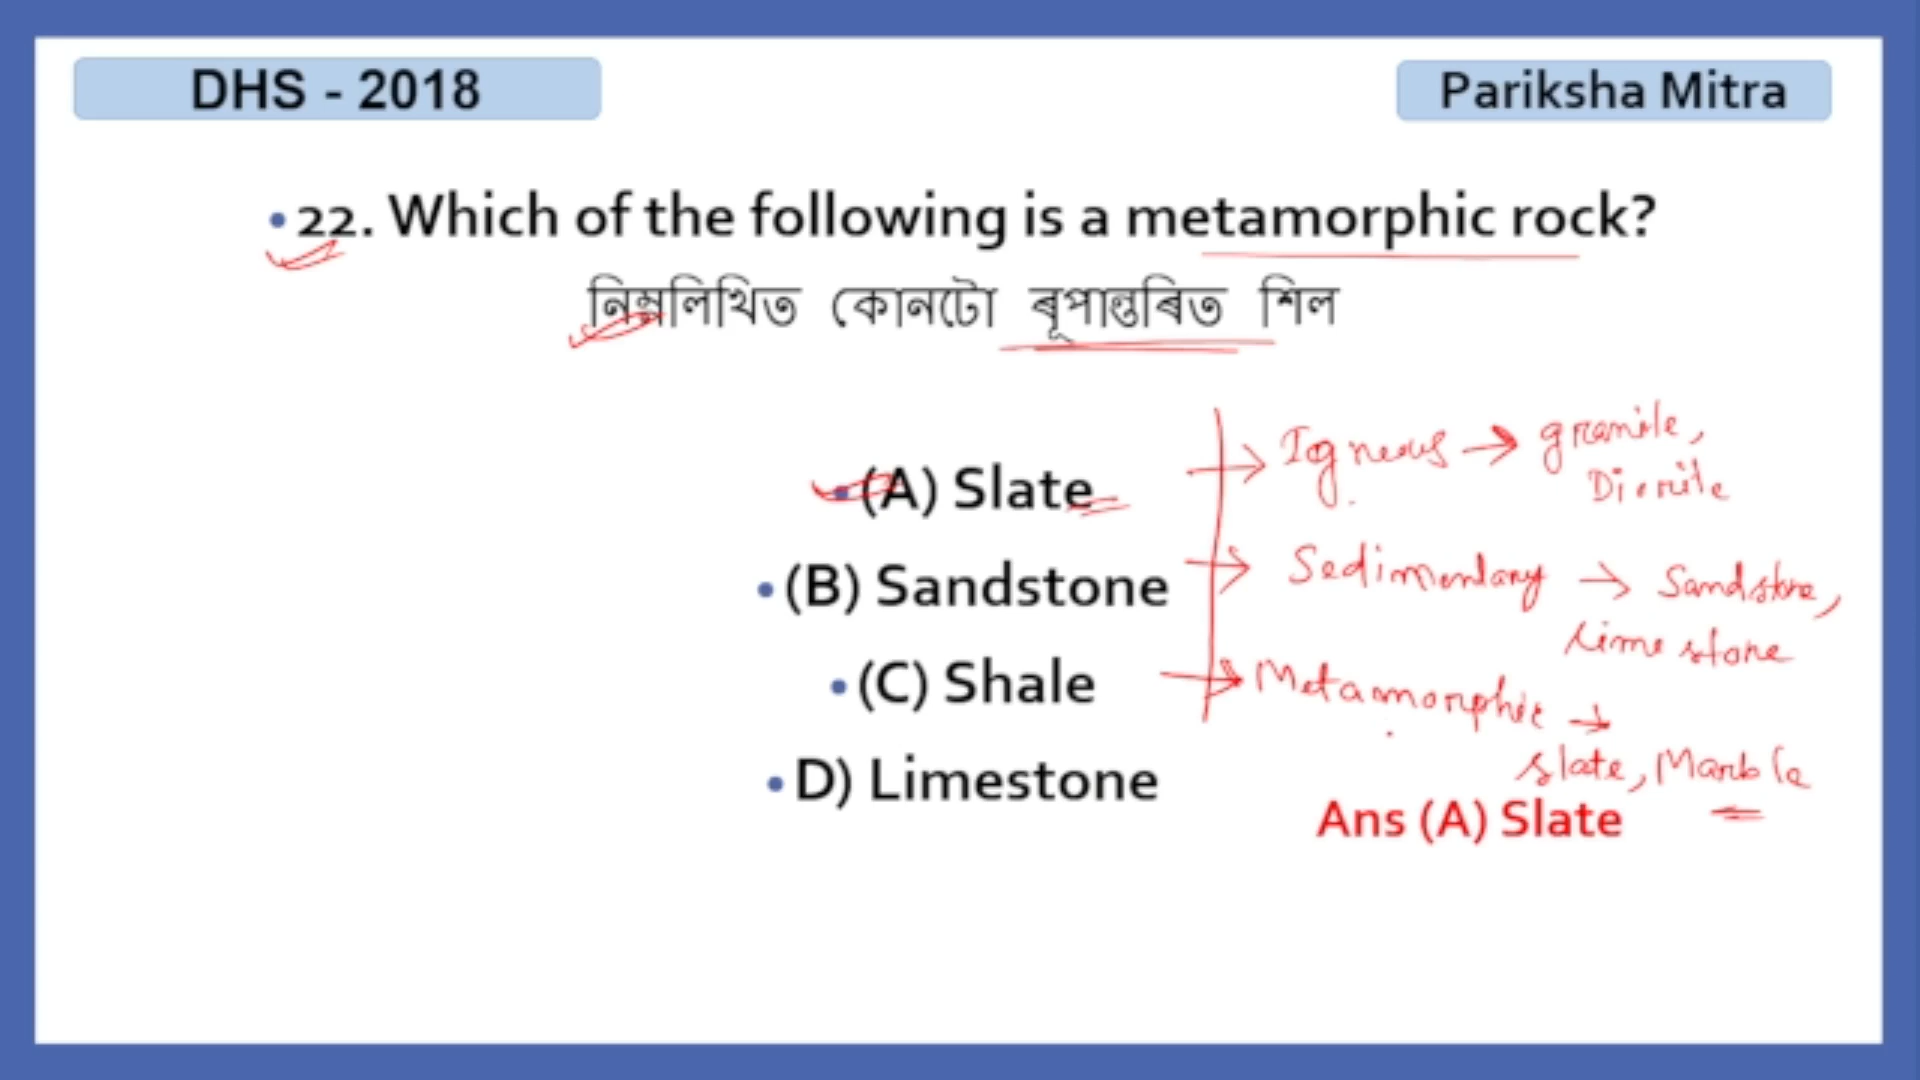 DHS - 2018
Pariksha Mitra
• 22. Which of the following is a metamorphic rock?
নিম্নলিখিত কোনটো ৰূপান্তৰিত শিল
• (A) Slate
• (B) Sandstone
• (C) Shale
• D) Limestone
Igneous → granite,
Diorite
Sedimentary → Sandstone,
Lime stone
Metamorphic →
slate, Marble
Ans (A) Slate